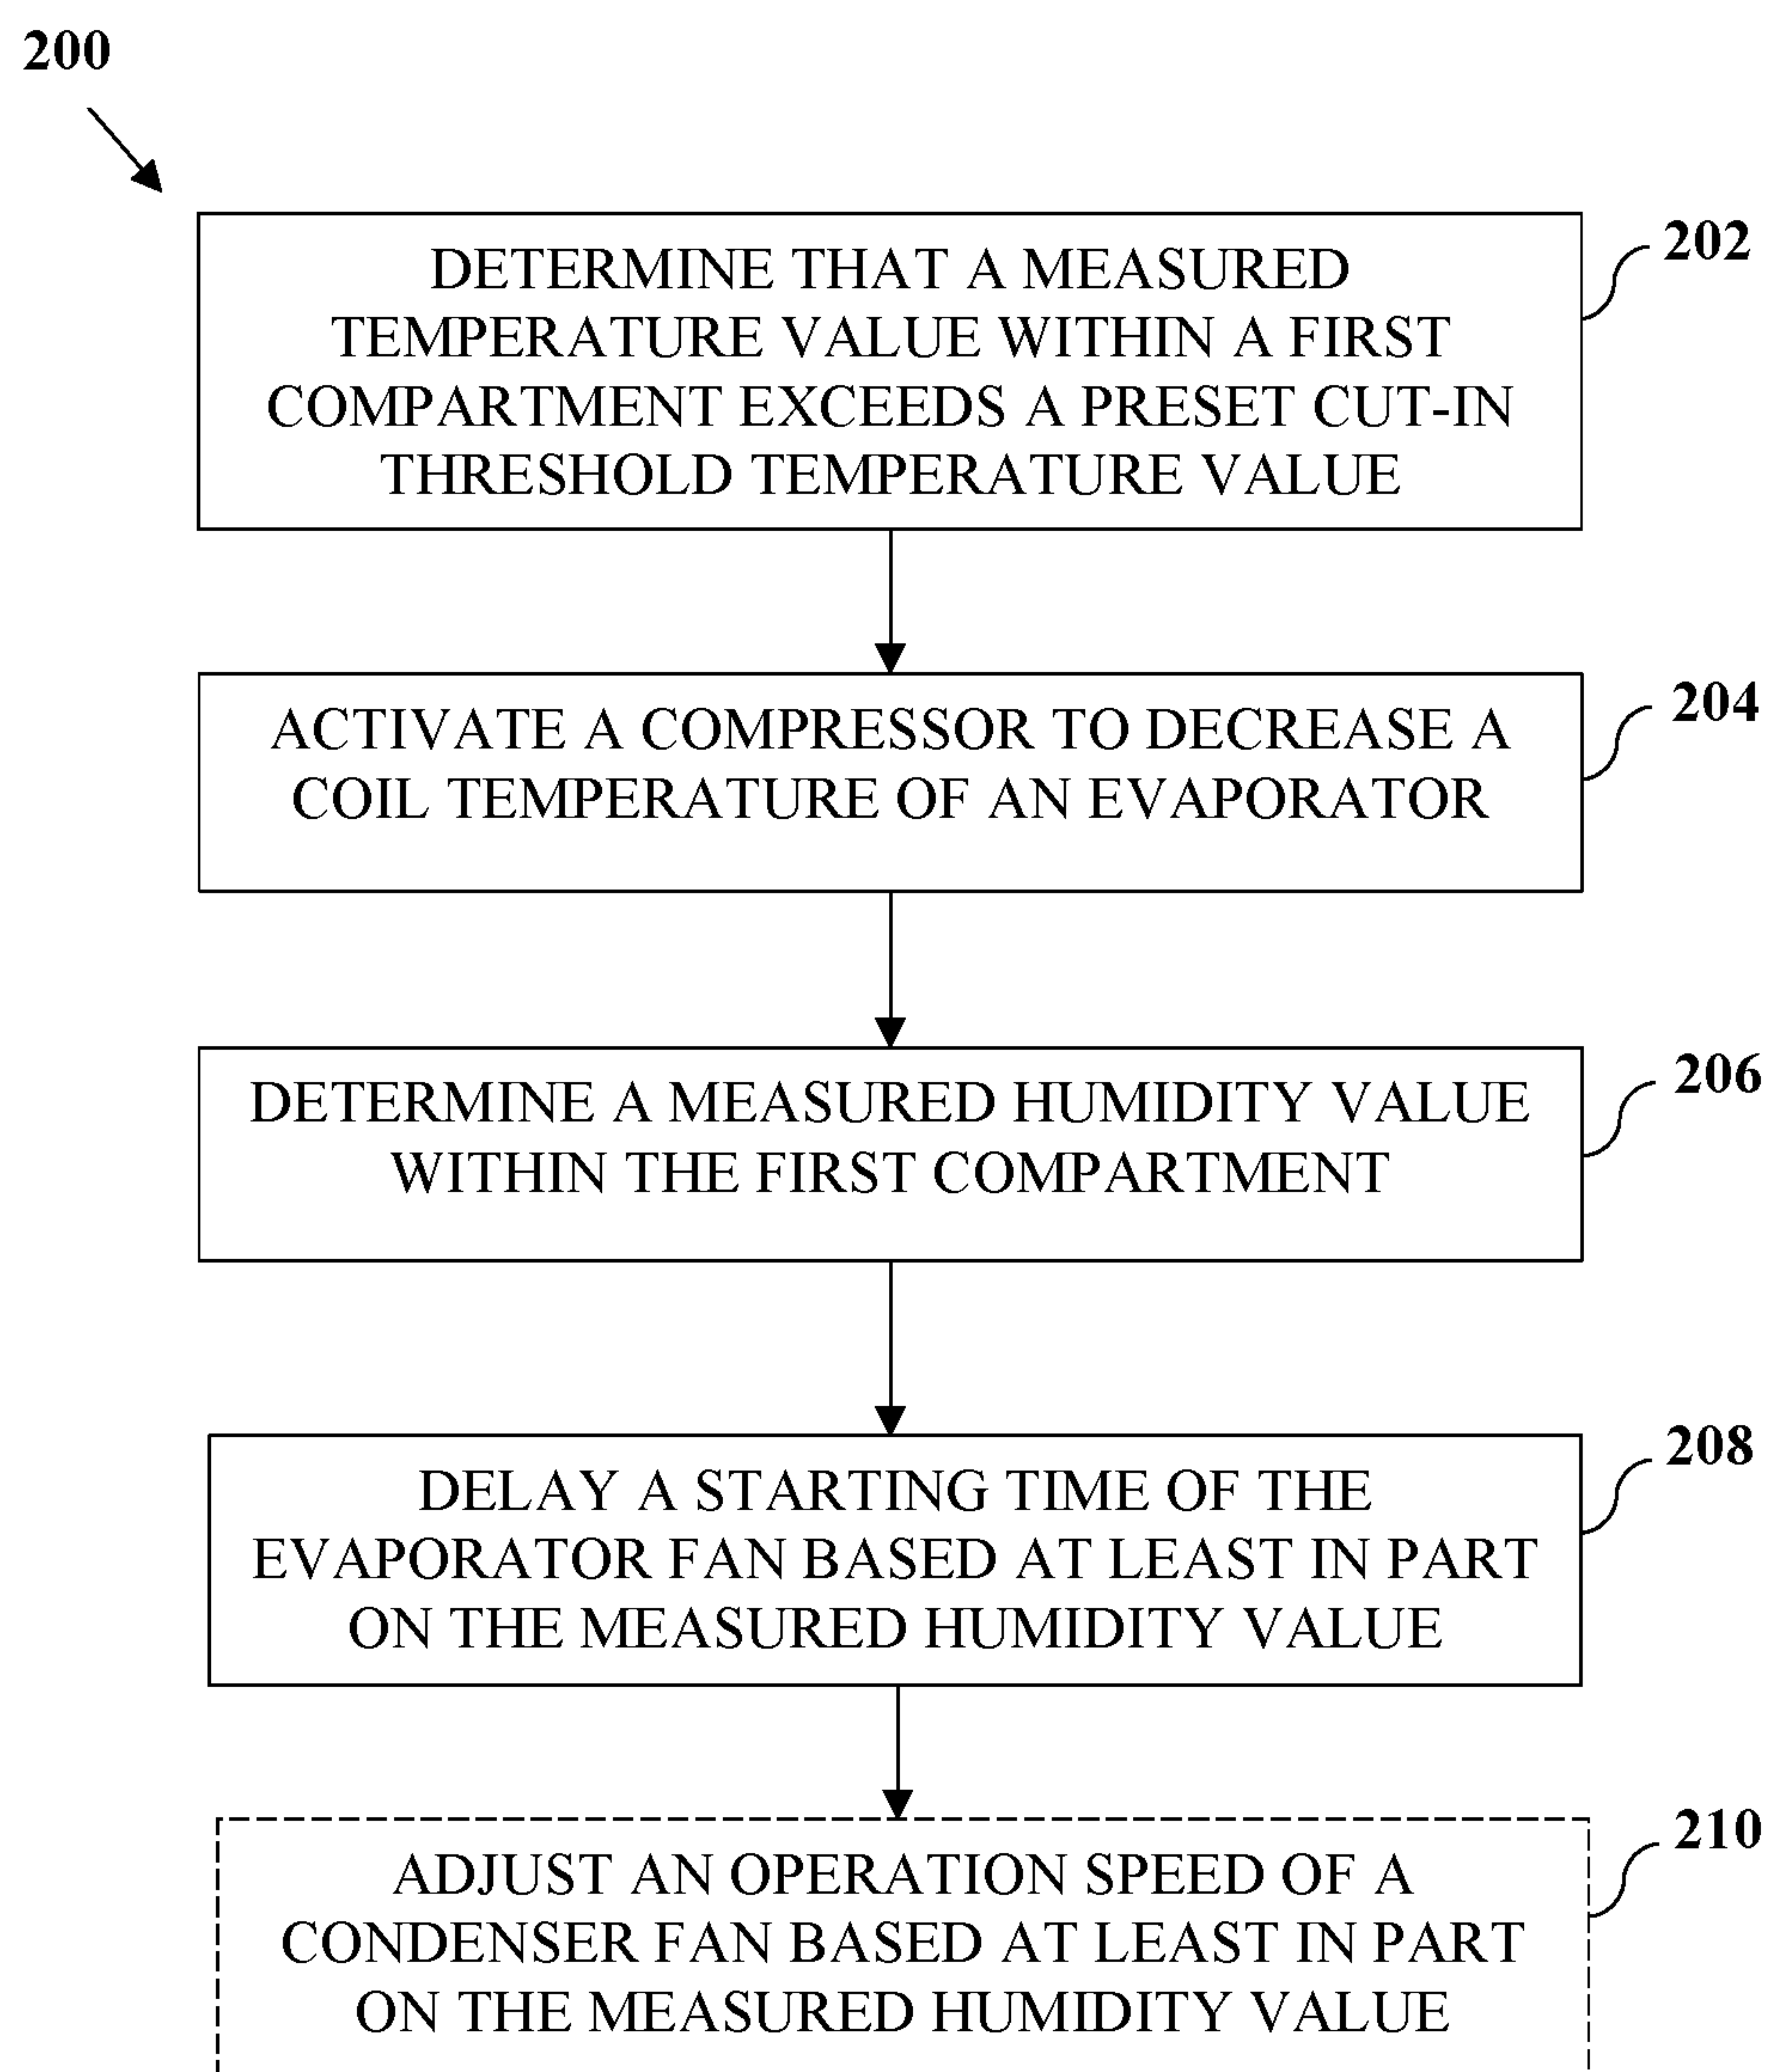 200
DETERMINE THAT A MEASURED
TEMPERATURE VALUE WITHIN A FIRST
COMPARTMENT EXCEEDS A PRESET CUT-IN
THRESHOLD TEMPERATURE VALUE
202
ACTIVATE A COMPRESSOR TO DECREASE A
COIL TEMPERATURE OF AN EVAPORATOR
204
DETERMINE A MEASURED HUMIDITY VALUE
WITHIN THE FIRST COMPARTMENT
206
DELAY A STARTING TIME OF THE
EVAPORATOR FAN BASED AT LEAST IN PART
ON THE MEASURED HUMIDITY VALUE
208
ADJUST AN OPERATION SPEED OF A
CONDENSER FAN BASED AT LEAST IN PART
ON THE MEASURED HUMIDITY VALUE
210